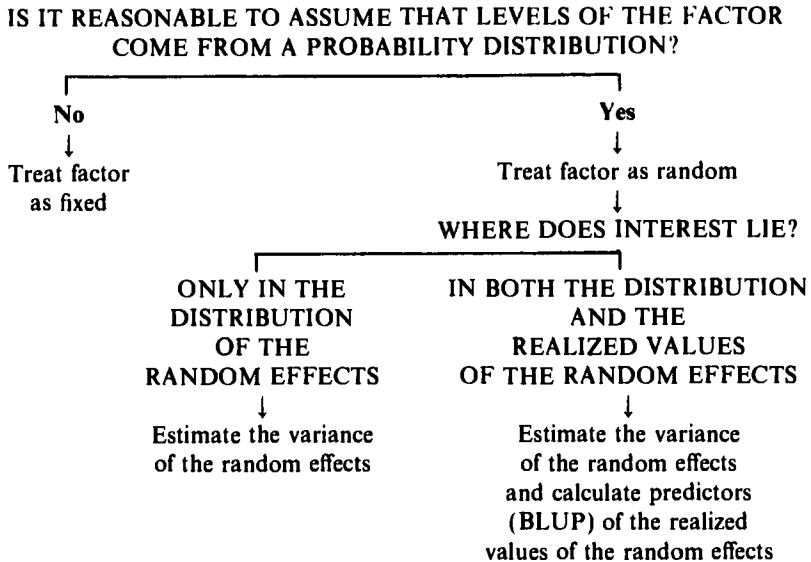 IS IT REASONABLE TO ASSUME THAT LEVELS OF THE FACTOR
COME FROM A PROBABILITY DISTRIBUTION?
No
Treat factor
as fixed
Yes
Treat factor as random
WHERE DOES INTEREST LIE?
ONLY IN THE
DISTRIBUTION
OF THE
RANDOM EFFECTS
Estimate the variance
of the random effects
IN BOTH THE DISTRIBUTION
AND THE
REALIZED VALUES
OF THE RANDOM EFFECTS
Estimate the variance
of the random effects
and calculate predictors
(BLUP) of the realized
values of the random effects